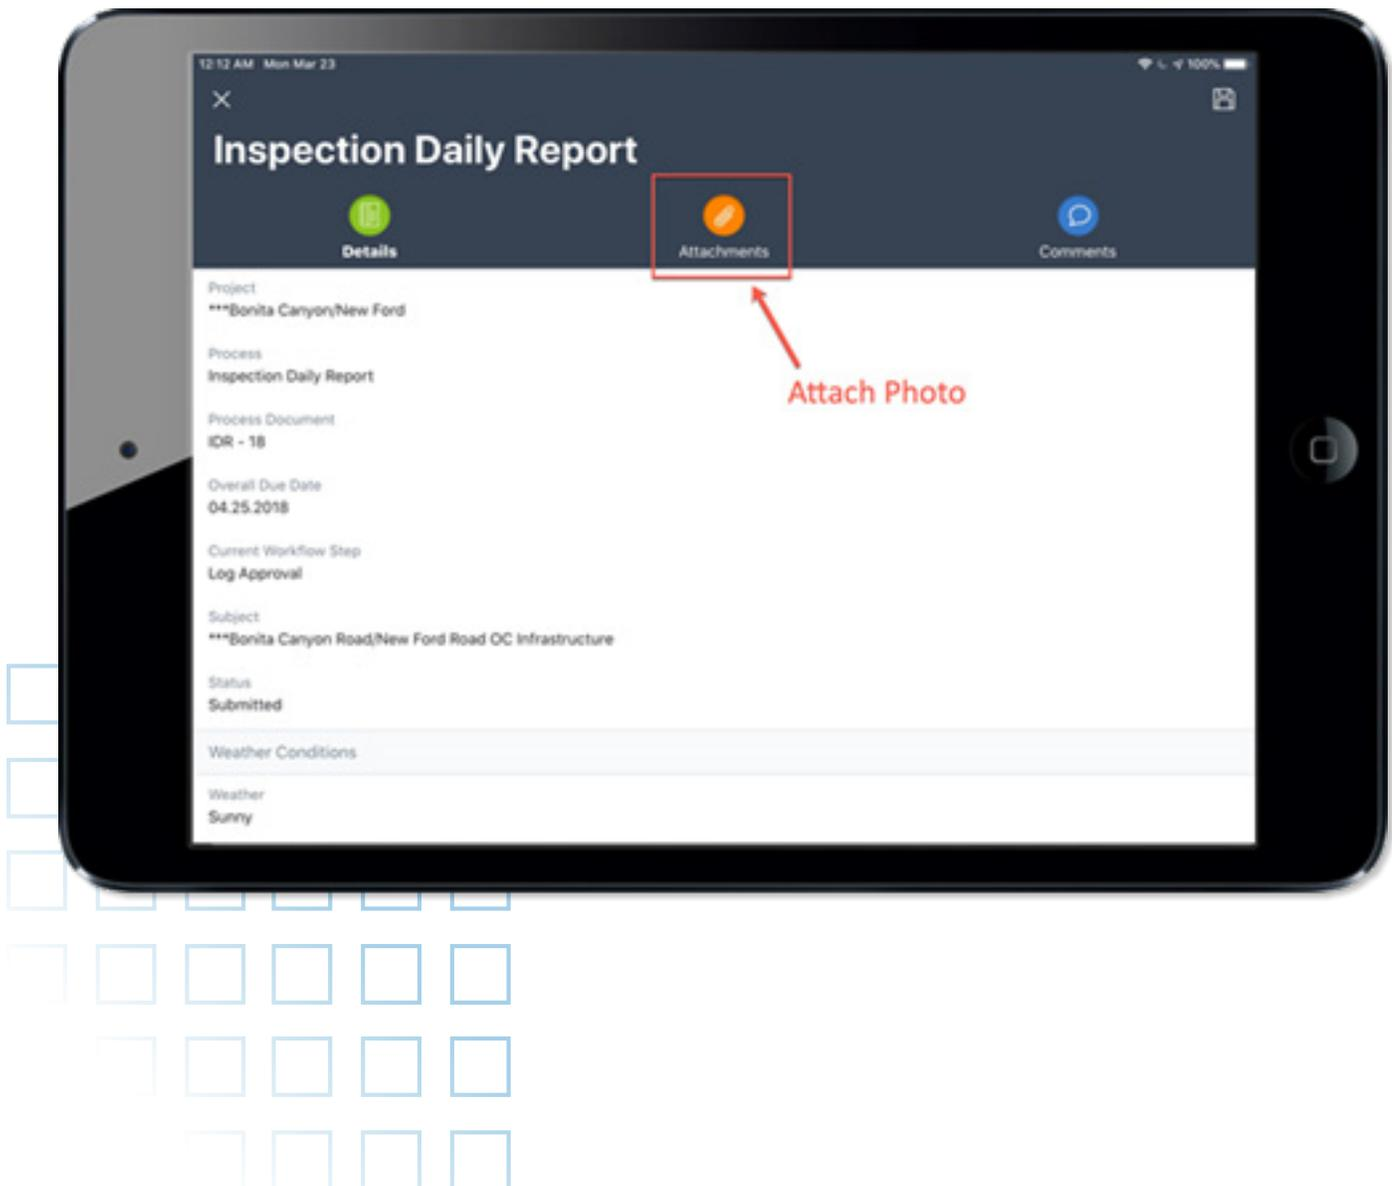 12:12 AM Mon Mar 23
100%
Inspection Daily Report
Details
Attachments
Comments
Project
***Bonita Canyon/New Ford
Process
Inspection Daily Report
Attach Photo
Process Document
IDR - 18
Overall Due Date
04.25.2018
Current Workflow Step
Log Approval
Subject
***Bonita Canyon Road/New Ford Road OC Infrastructure
Status
Submitted
Weather Conditions
Weather
Sunny